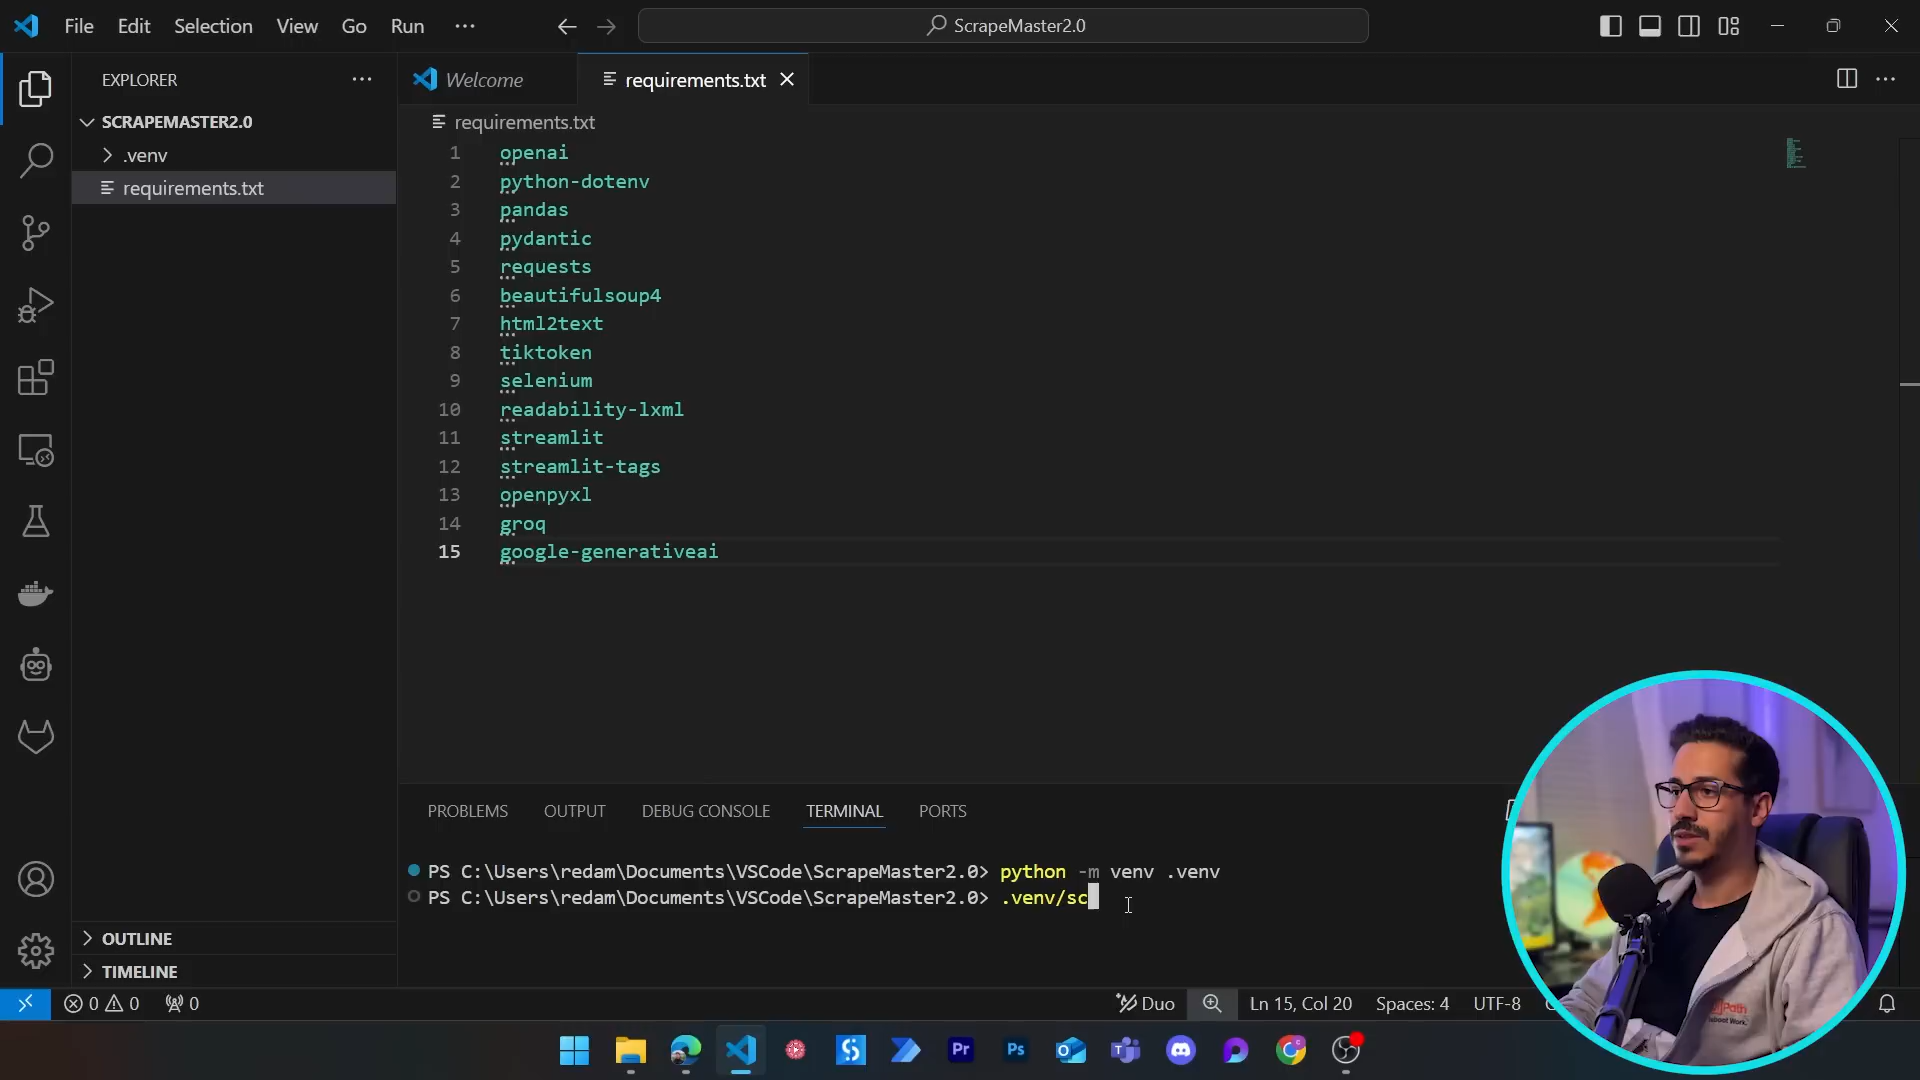 File Edit Selection View Go Run ... ScrapeMaster2.0
EXPLORER ...
SCRAPEMASTER2.0
.venv
requirements.txt
Welcome requirements.txt
requirements.txt
1 openai
2 python-dotenv
3 pandas
4 pydantic
5 requests
6 beautifulsoup4
7 html2text
8 tiktoken
9 selenium
10 readability-lxml
11 streamlit
12 streamlit-tags
13 openpyxl
14 groq
15 google-generativeai
PROBLEMS OUTPUT DEBUG CONSOLE TERMINAL PORTS
PS C:\Users\redam\Documents\VSCode\ScrapeMaster2.0> python -m venv .venv
PS C:\Users\redam\Documents\VSCode\ScrapeMaster2.0> .venv/sc
OUTLINE
TIMELINE
0 0 0 Duo Ln 15, Col 20 Spaces: 4 UTF-8
Pr Ps